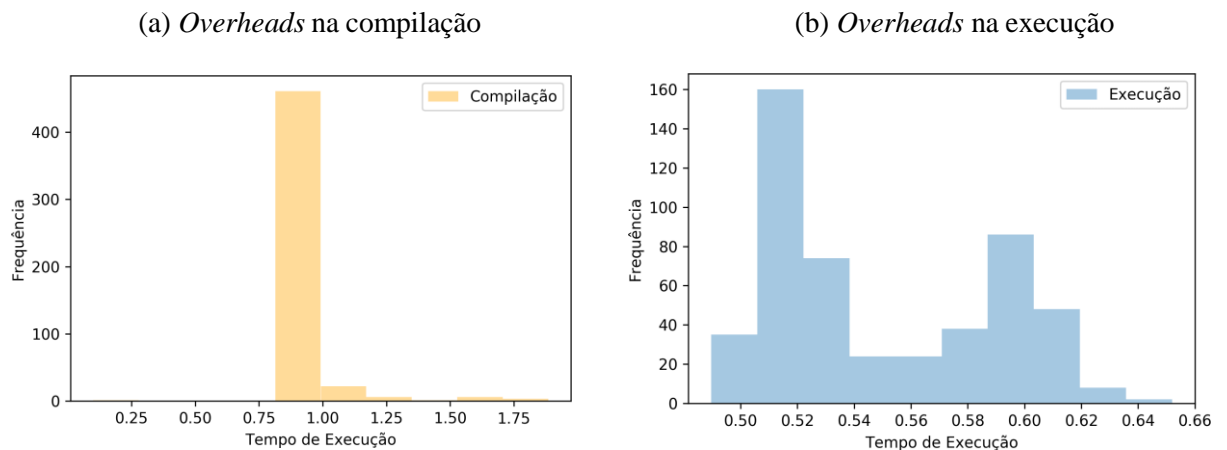 (a) Overheads na compilação
(b) Overheads na execução
Compilação
400
300
200
100
0
Frequência
0.25 0.50 0.75 1.00 1.25 1.50 1.75
Tempo de Execução
Execução
160
140
120
100
80
60
40
20
0
Frequência
0.50 0.52 0.54 0.56 0.58 0.60 0.62 0.64 0.66
Tempo de Execução